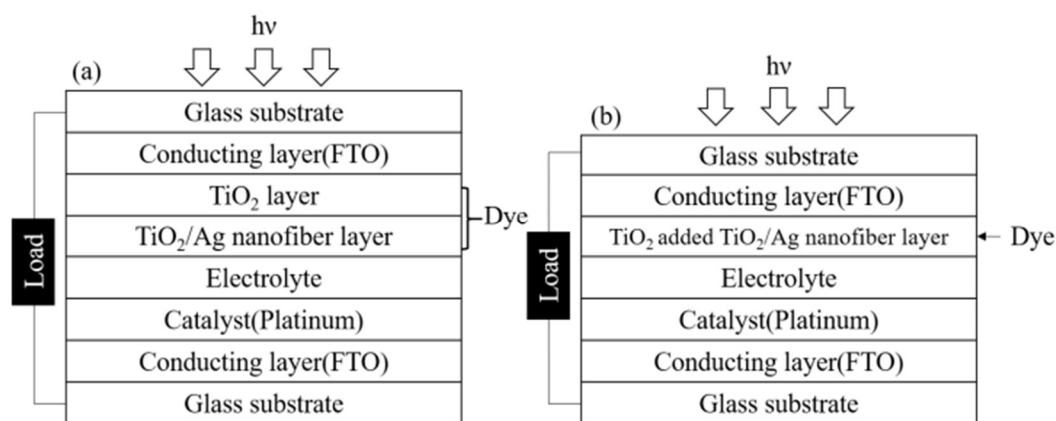 hν
(a)
Glass substrate
Conducting layer(FTO)
TiO₂ layer
TiO₂/Ag nanofiber layer
Electrolyte
Catalyst(Platinum)
Conducting layer(FTO)
Glass substrate
Dye
Load
hν
(b)
Glass substrate
Conducting layer(FTO)
TiO₂ added TiO₂/Ag nanofiber layer
Electrolyte
Catalyst(Platinum)
Conducting layer(FTO)
Glass substrate
Dye
Load